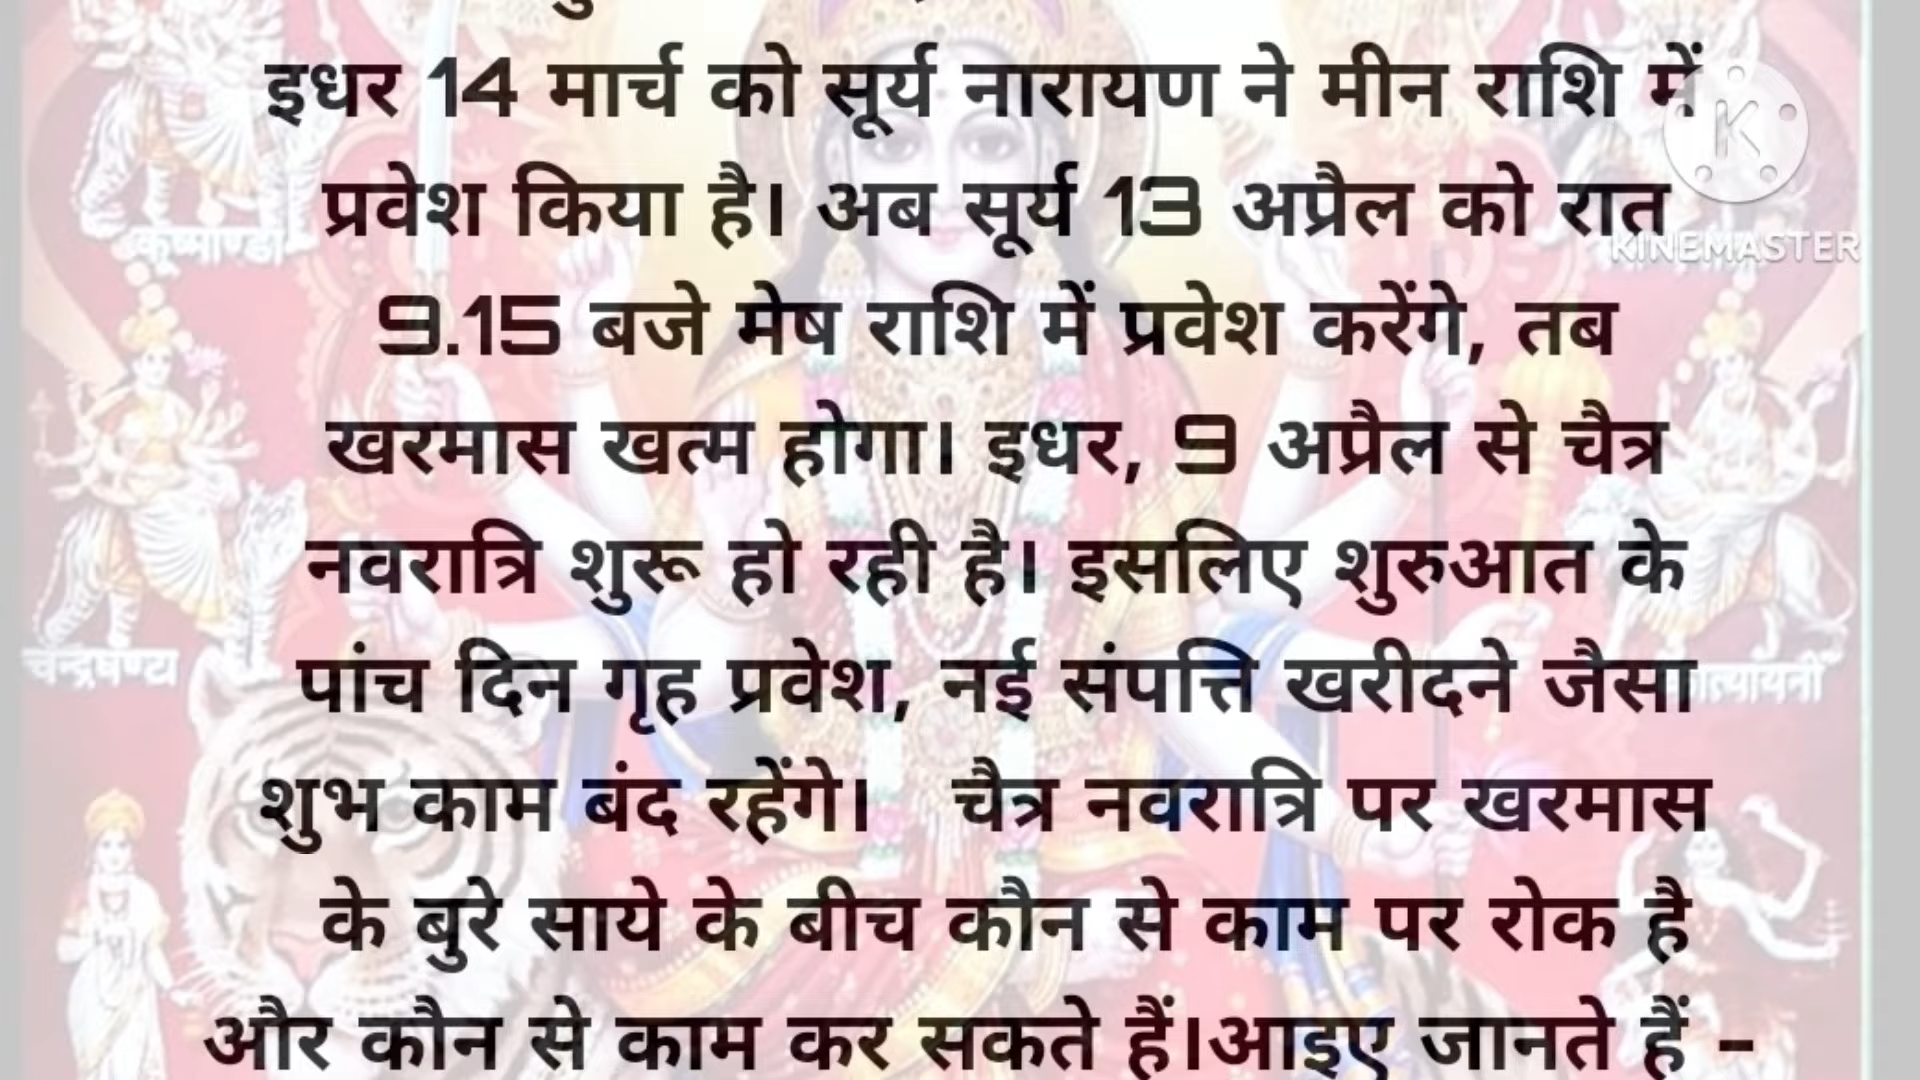 इधर 14 मार्च को सूर्य नारायण ने मीन राशि में
प्रवेश किया है। अब सूर्य 13 अप्रैल को रात
9.15 बजे मेष राशि में प्रवेश करेंगे, तब
खरमास खत्म होगा। इधर, 9 अप्रैल से चैत्र
नवरात्रि शुरू हो रही है। इसलिए शुरुआत के
पांच दिन गृह प्रवेश, नई संपत्ति खरीदने जैसा
शुभ काम बंद रहेंगे।   चैत्र नवरात्रि पर खरमास
के बुरे साये के बीच कौन से काम पर रोक है
और कौन से काम कर सकते हैं।आइए जानते हैं -
K
KINEMASTER
चन्द्रघण्टा